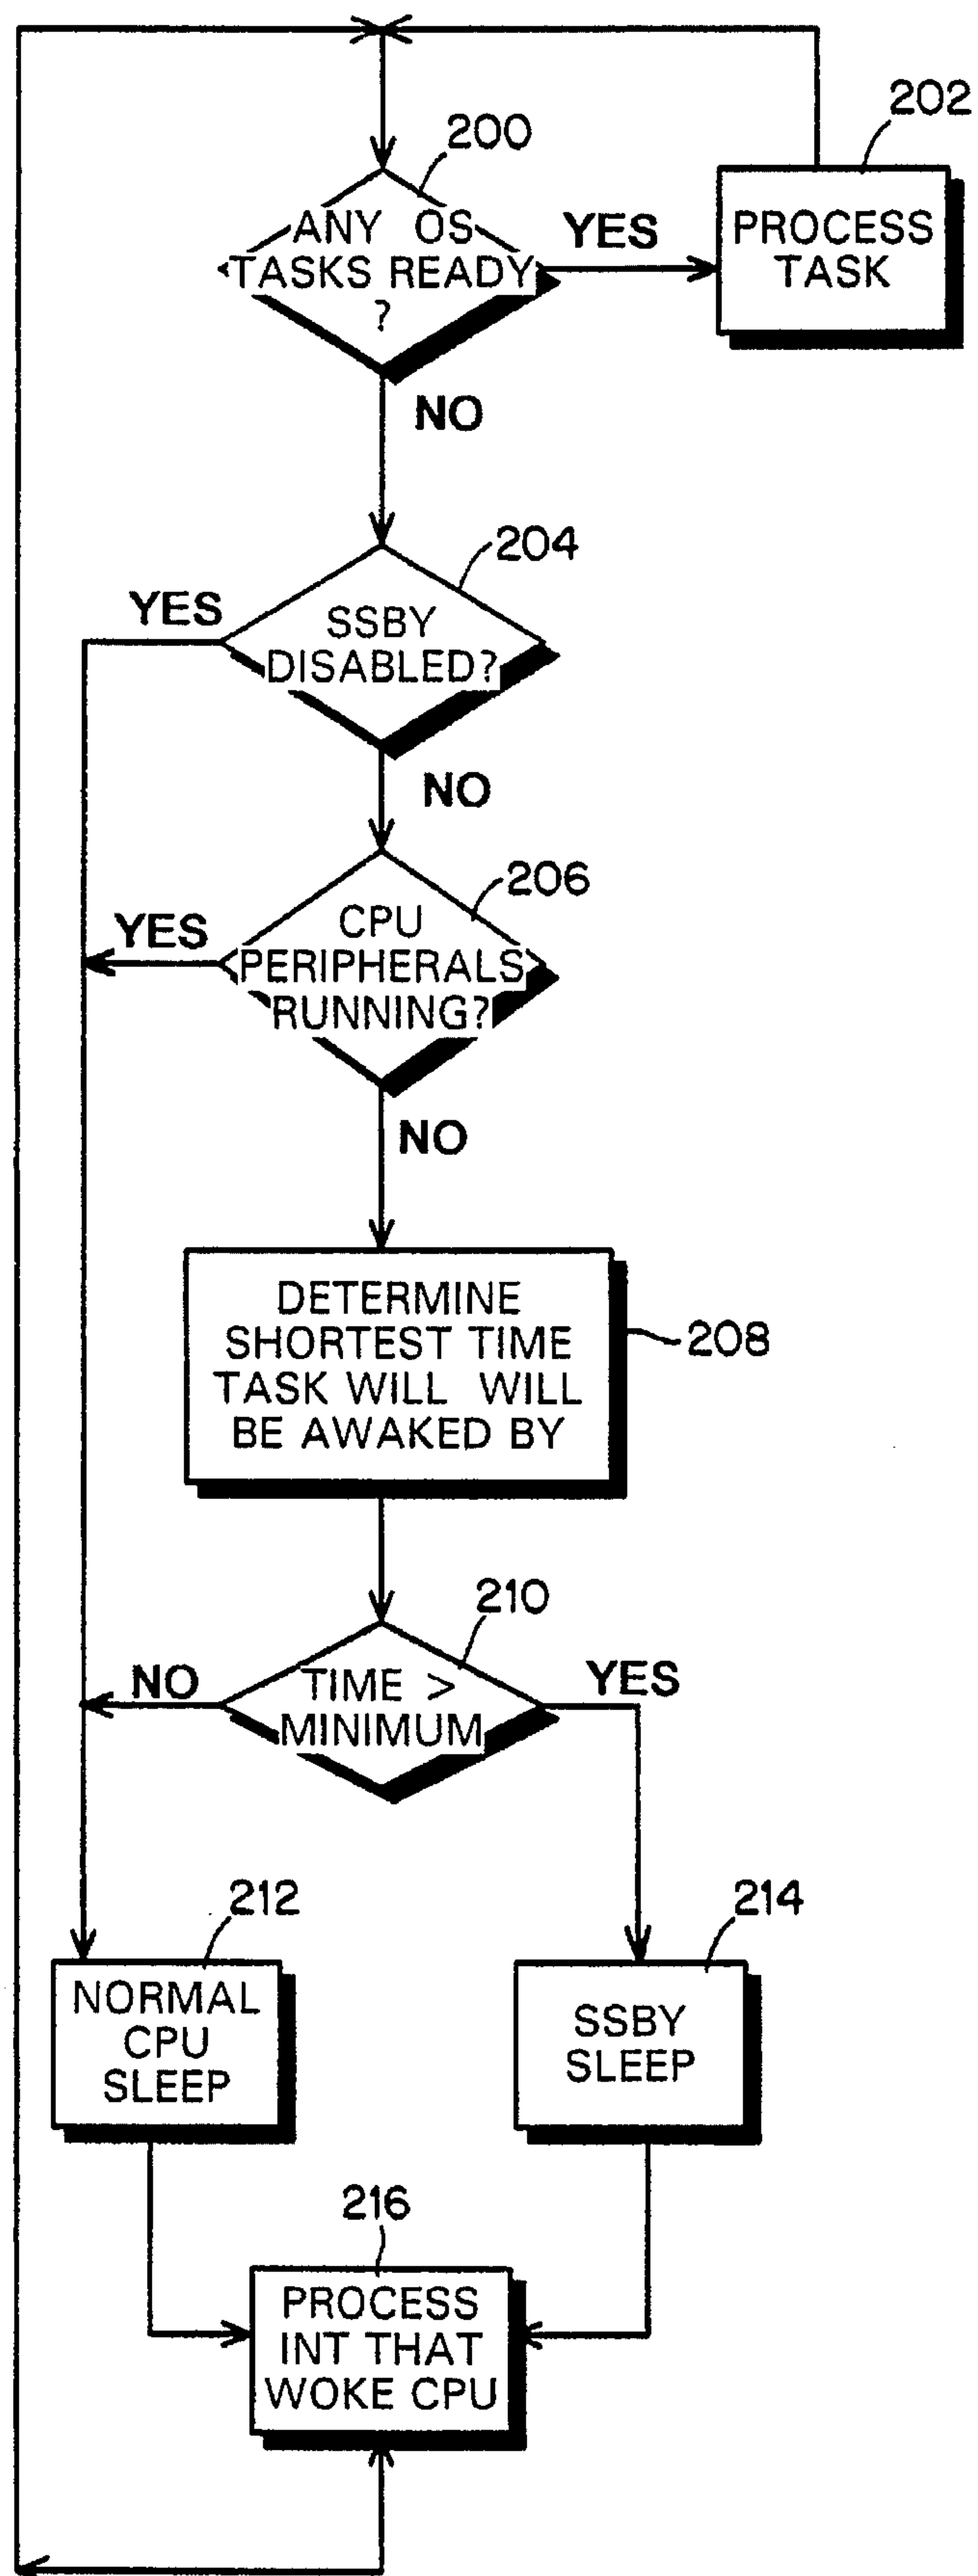 202
200
ANY OS
TASKS READY
?
YES
PROCESS
TASK
NO
204
YES
SSBY
DISABLED?
NO
206
YES
CPU
PERIPHERALS
RUNNING?
NO
DETERMINE
SHORTEST TIME
TASK WILL WILL
BE AWAKED BY
208
210
NO
TIME >
MINIMUM
YES
212
214
NORMAL
CPU
SLEEP
SSBY
SLEEP
216
PROCESS
INT THAT
WOKE CPU